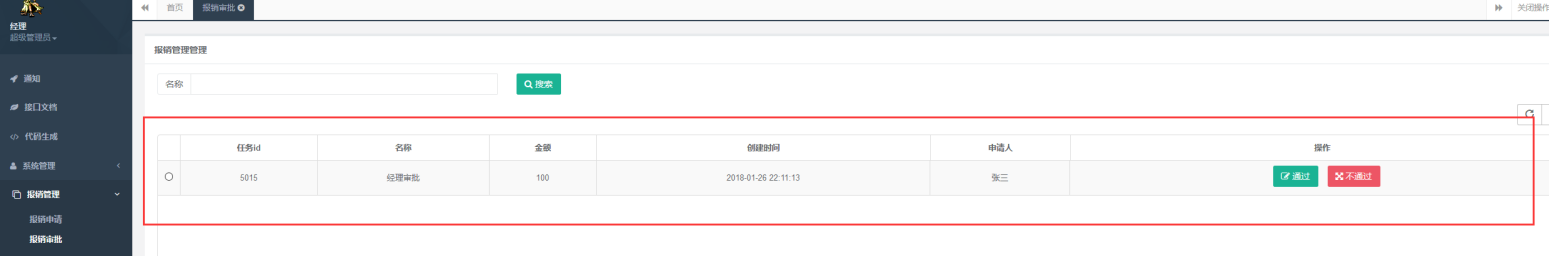 首页 报销审批 关闭操作
经理
超级管理员
通知
接口文档
代码生成
系统管理
报销管理
报销申请
报销审批
报销管理管理
名称 搜索
任务id 名称 金额 创建时间 申请人 操作
5015 经理审批 100 2018-01-26 22:11:13 张三 通过 不通过